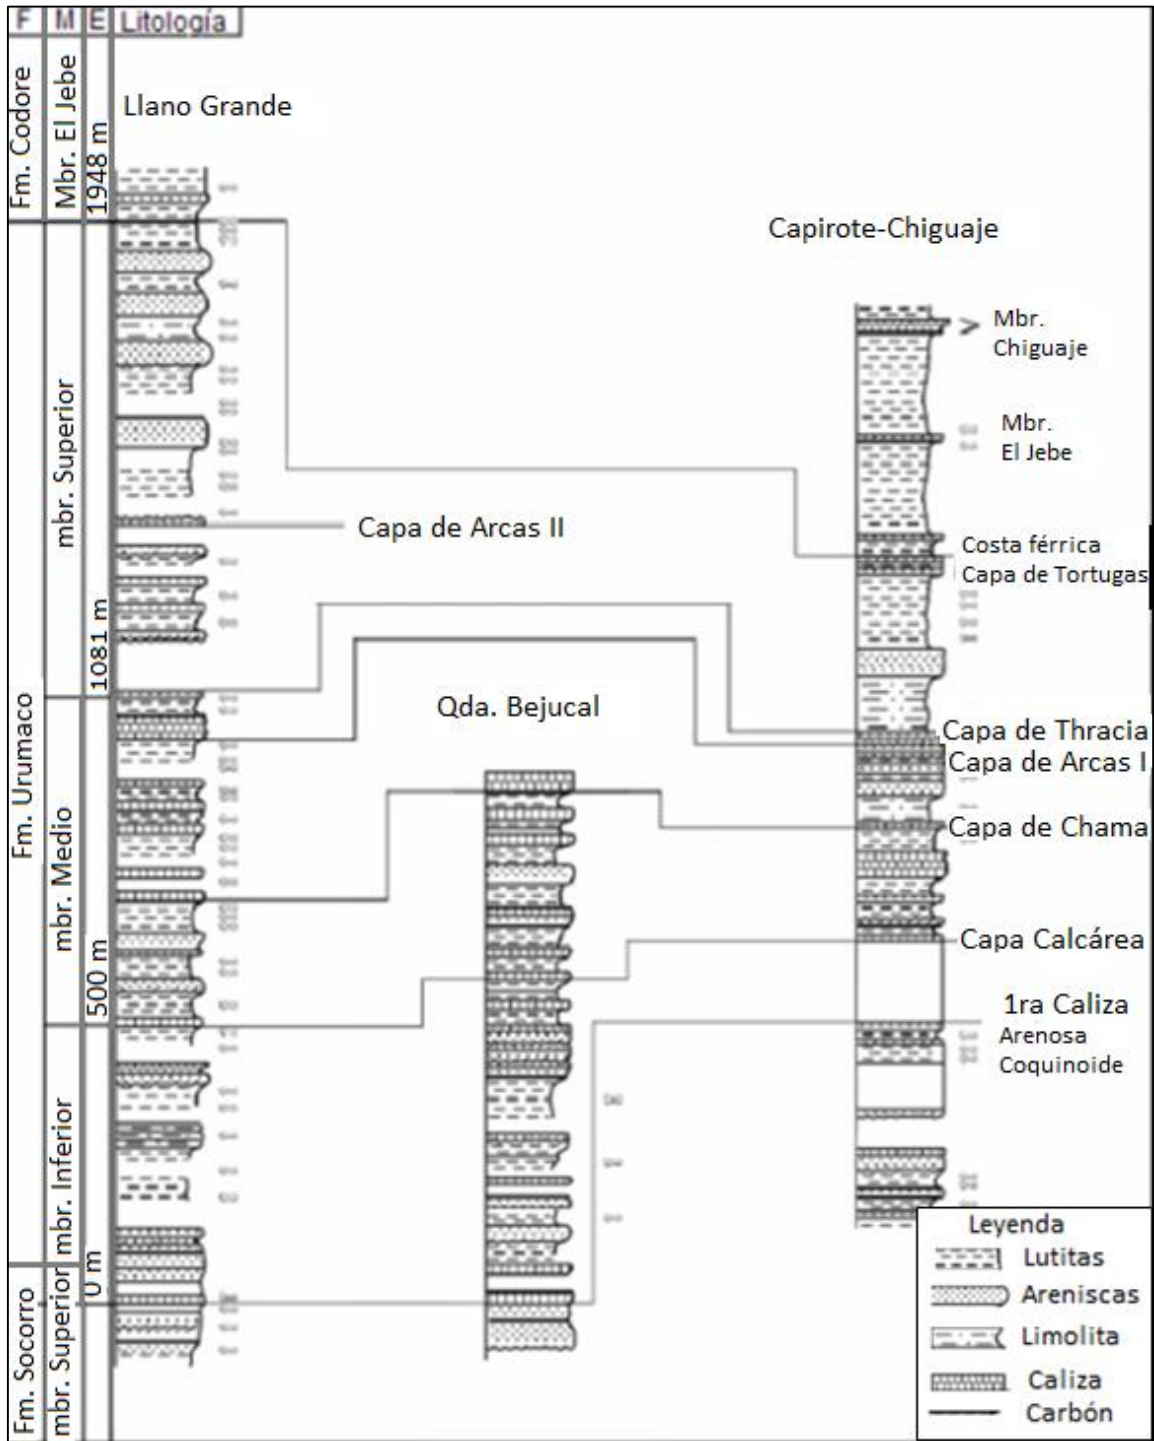 F M E Litología
Fm. Codore
Mbr. El Jebe
1948 m
Llano Grande
Capirote-Chiguaje
Mbr.
Chiguaje
Mbr.
El Jebe
Fm. Urumaco
mbr. Superior
Capa de Arcas II
Costa férrica
Capa de Tortugas
1081 m
Qda. Bejucal
Capa de Thracia
Capa de Arcas I
mbr. Medio
Capa de Chama
500 m
Capa Calcárea
1ra Caliza
Arenosa
Coquinoide
mbr. Inferior
0 m
Fm. Socorro
mbr. Superior
Leyenda
Lutitas
Areniscas
Limolita
Caliza
Carbón